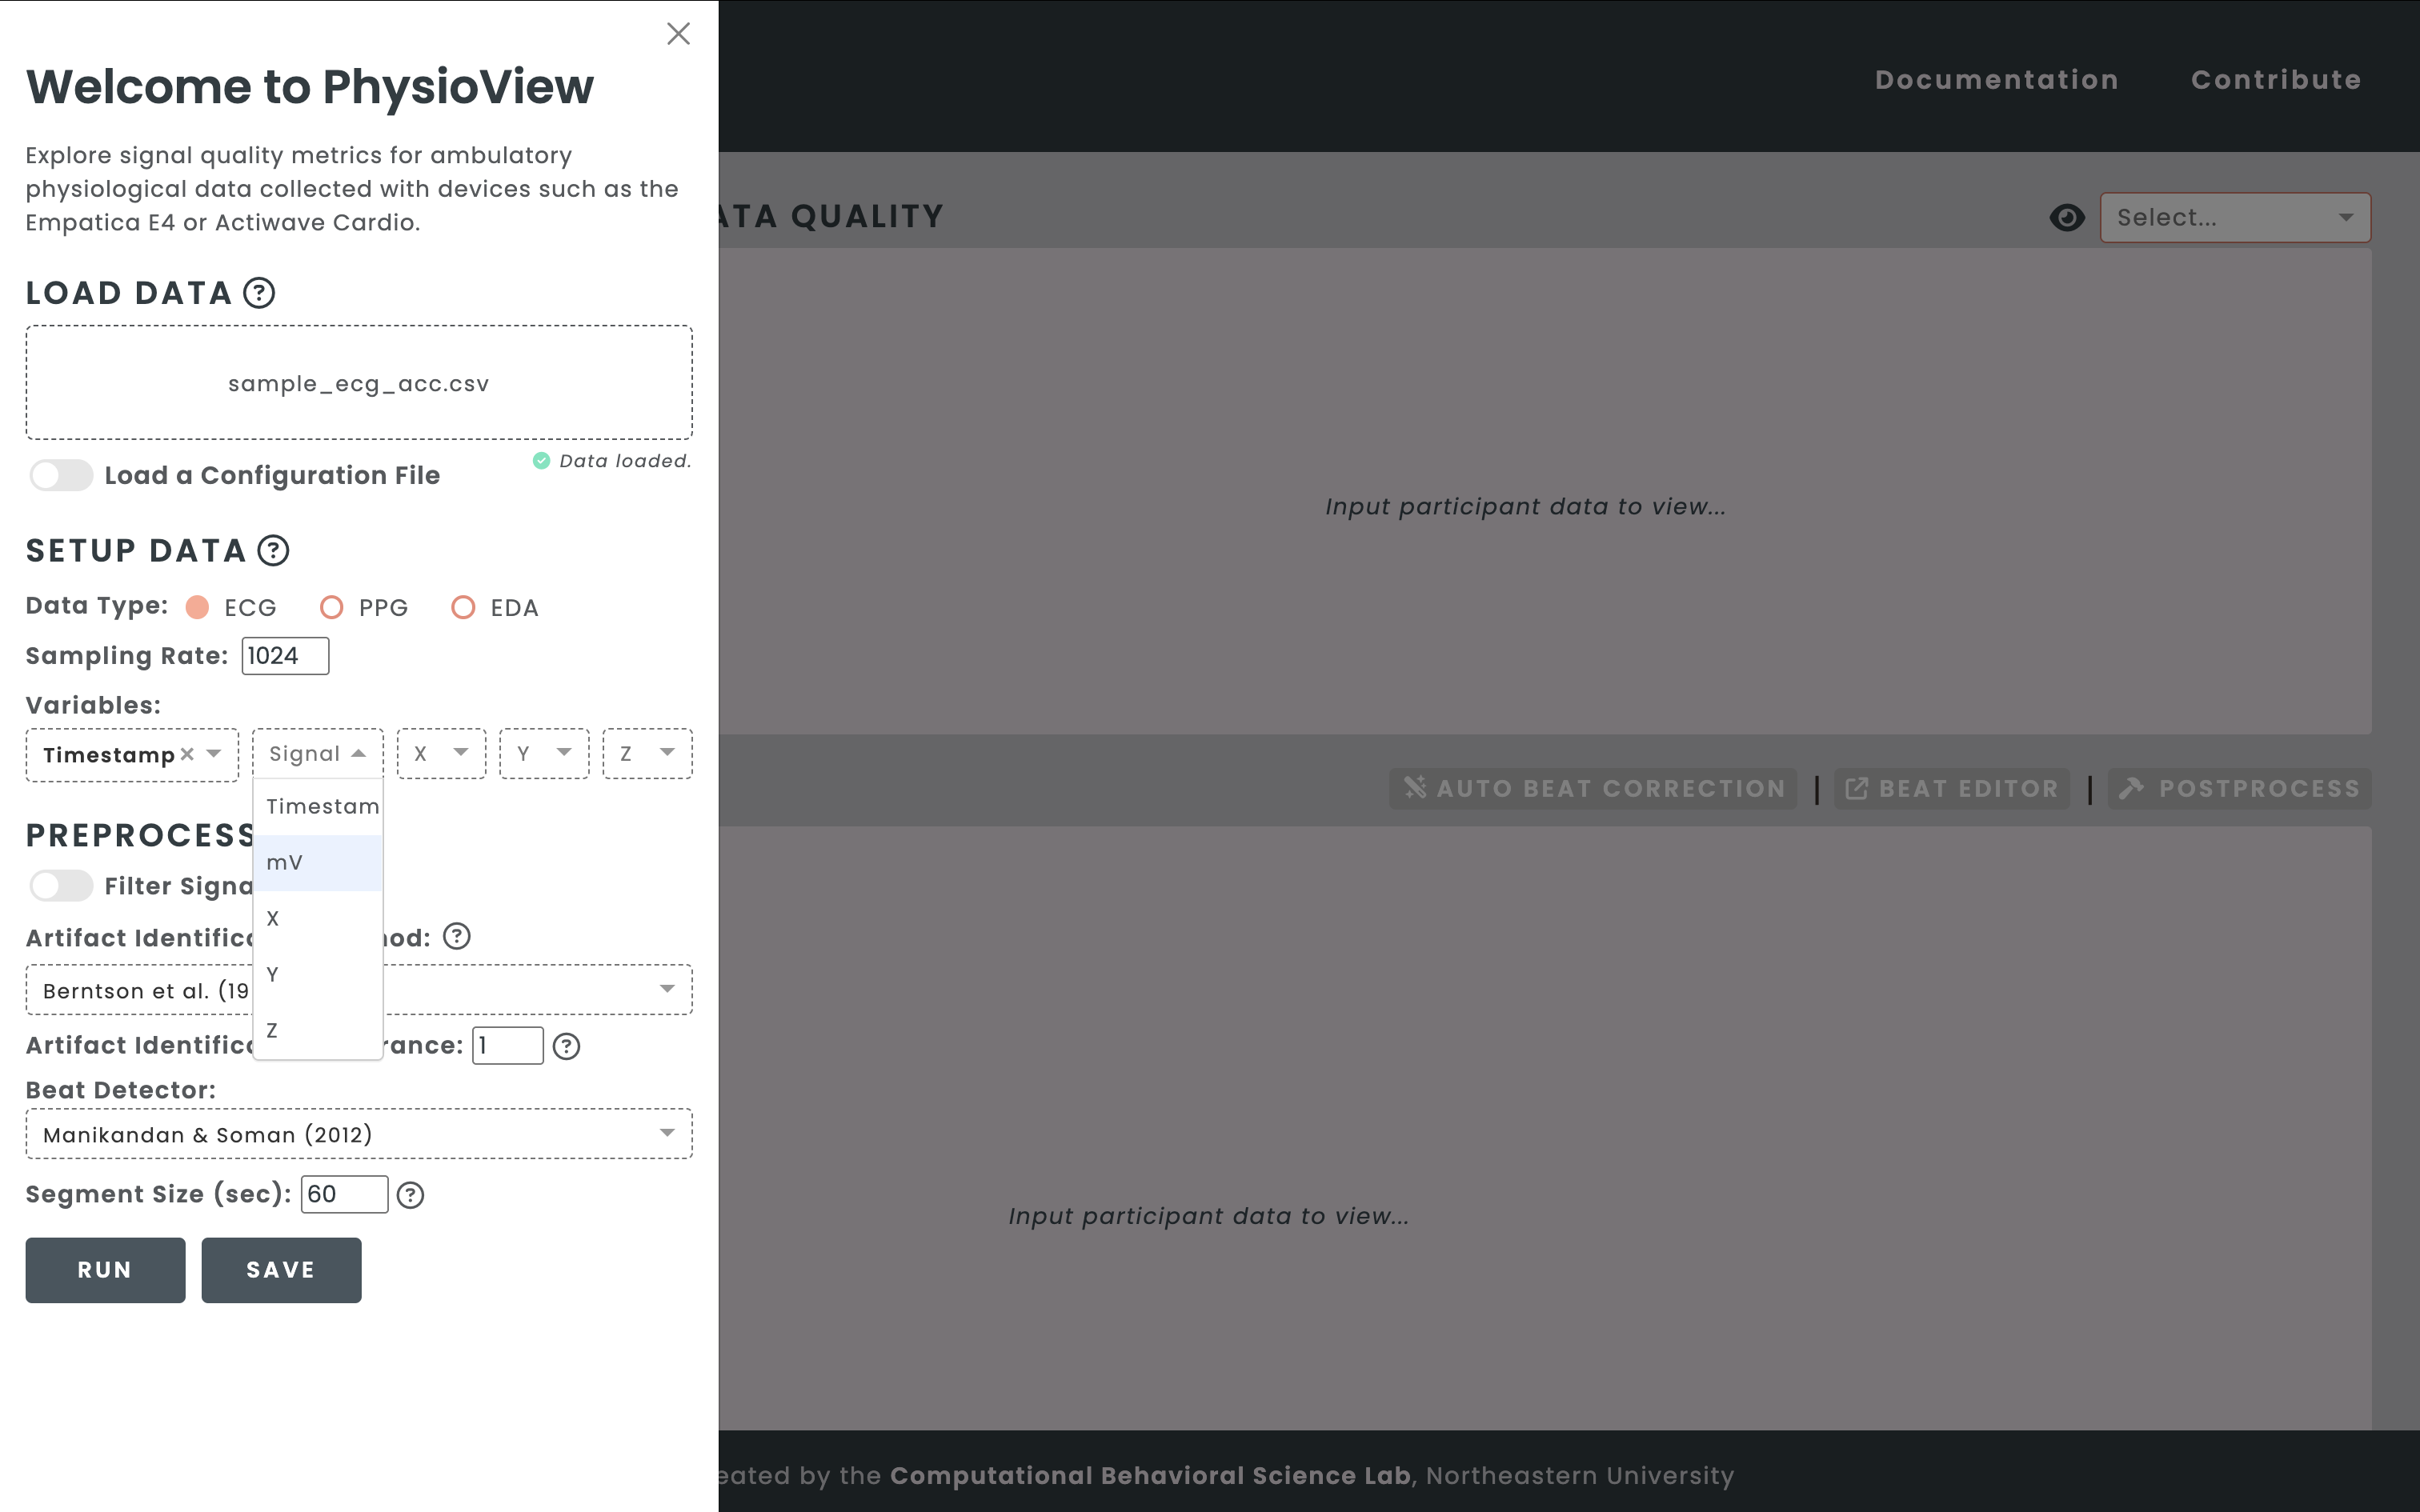 Welcome to PhysioView
Explore signal quality metrics for ambulatory
physiological data collected with devices such as the
Empatica E4 or Actiwave Cardio.
LOAD DATA ?
sample_ecg_acc.csv
Data loaded.
Load a Configuration File
SETUP DATA ?
Data Type: ECG PPG EDA
Sampling Rate: 1024
Variables:
Timestamp × Signal X Y Z
Timestam
mV
X
Y
Z
PREPROCESS
Filter Signa
Artifact Identific od: ?
Berntson et al. (19
Artifact Identific rance: 1 ?
Beat Detector:
Manikandan & Soman (2012)
Segment Size (sec): 60 ?
RUN SAVE
Documentation Contribute
ATA QUALITY
Select...
Input participant data to view...
AUTO BEAT CORRECTION | BEAT EDITOR | POSTPROCESS
Input participant data to view...
eated by the Computational Behavioral Science Lab, Northeastern University